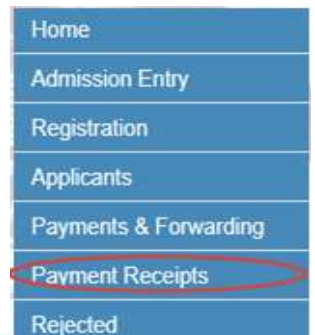 Home
Admission Entry
Registration
Applicants
Payments & Forwarding
Payment Receipts
Rejected